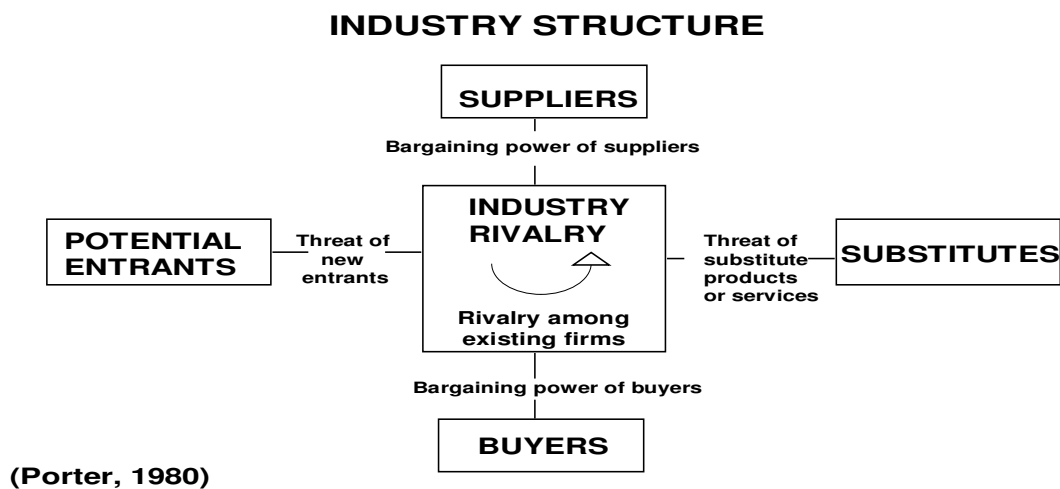 INDUSTRY STRUCTURE
SUPPLIERS
Bargaining power of suppliers
POTENTIAL
ENTRANTS
Threat of
new
entrants
INDUSTRY
RIVALRY
Rivalry among
existing firms
Threat of
substitute
products
or services
SUBSTITUTES
Bargaining power of buyers
BUYERS
(Porter, 1980)